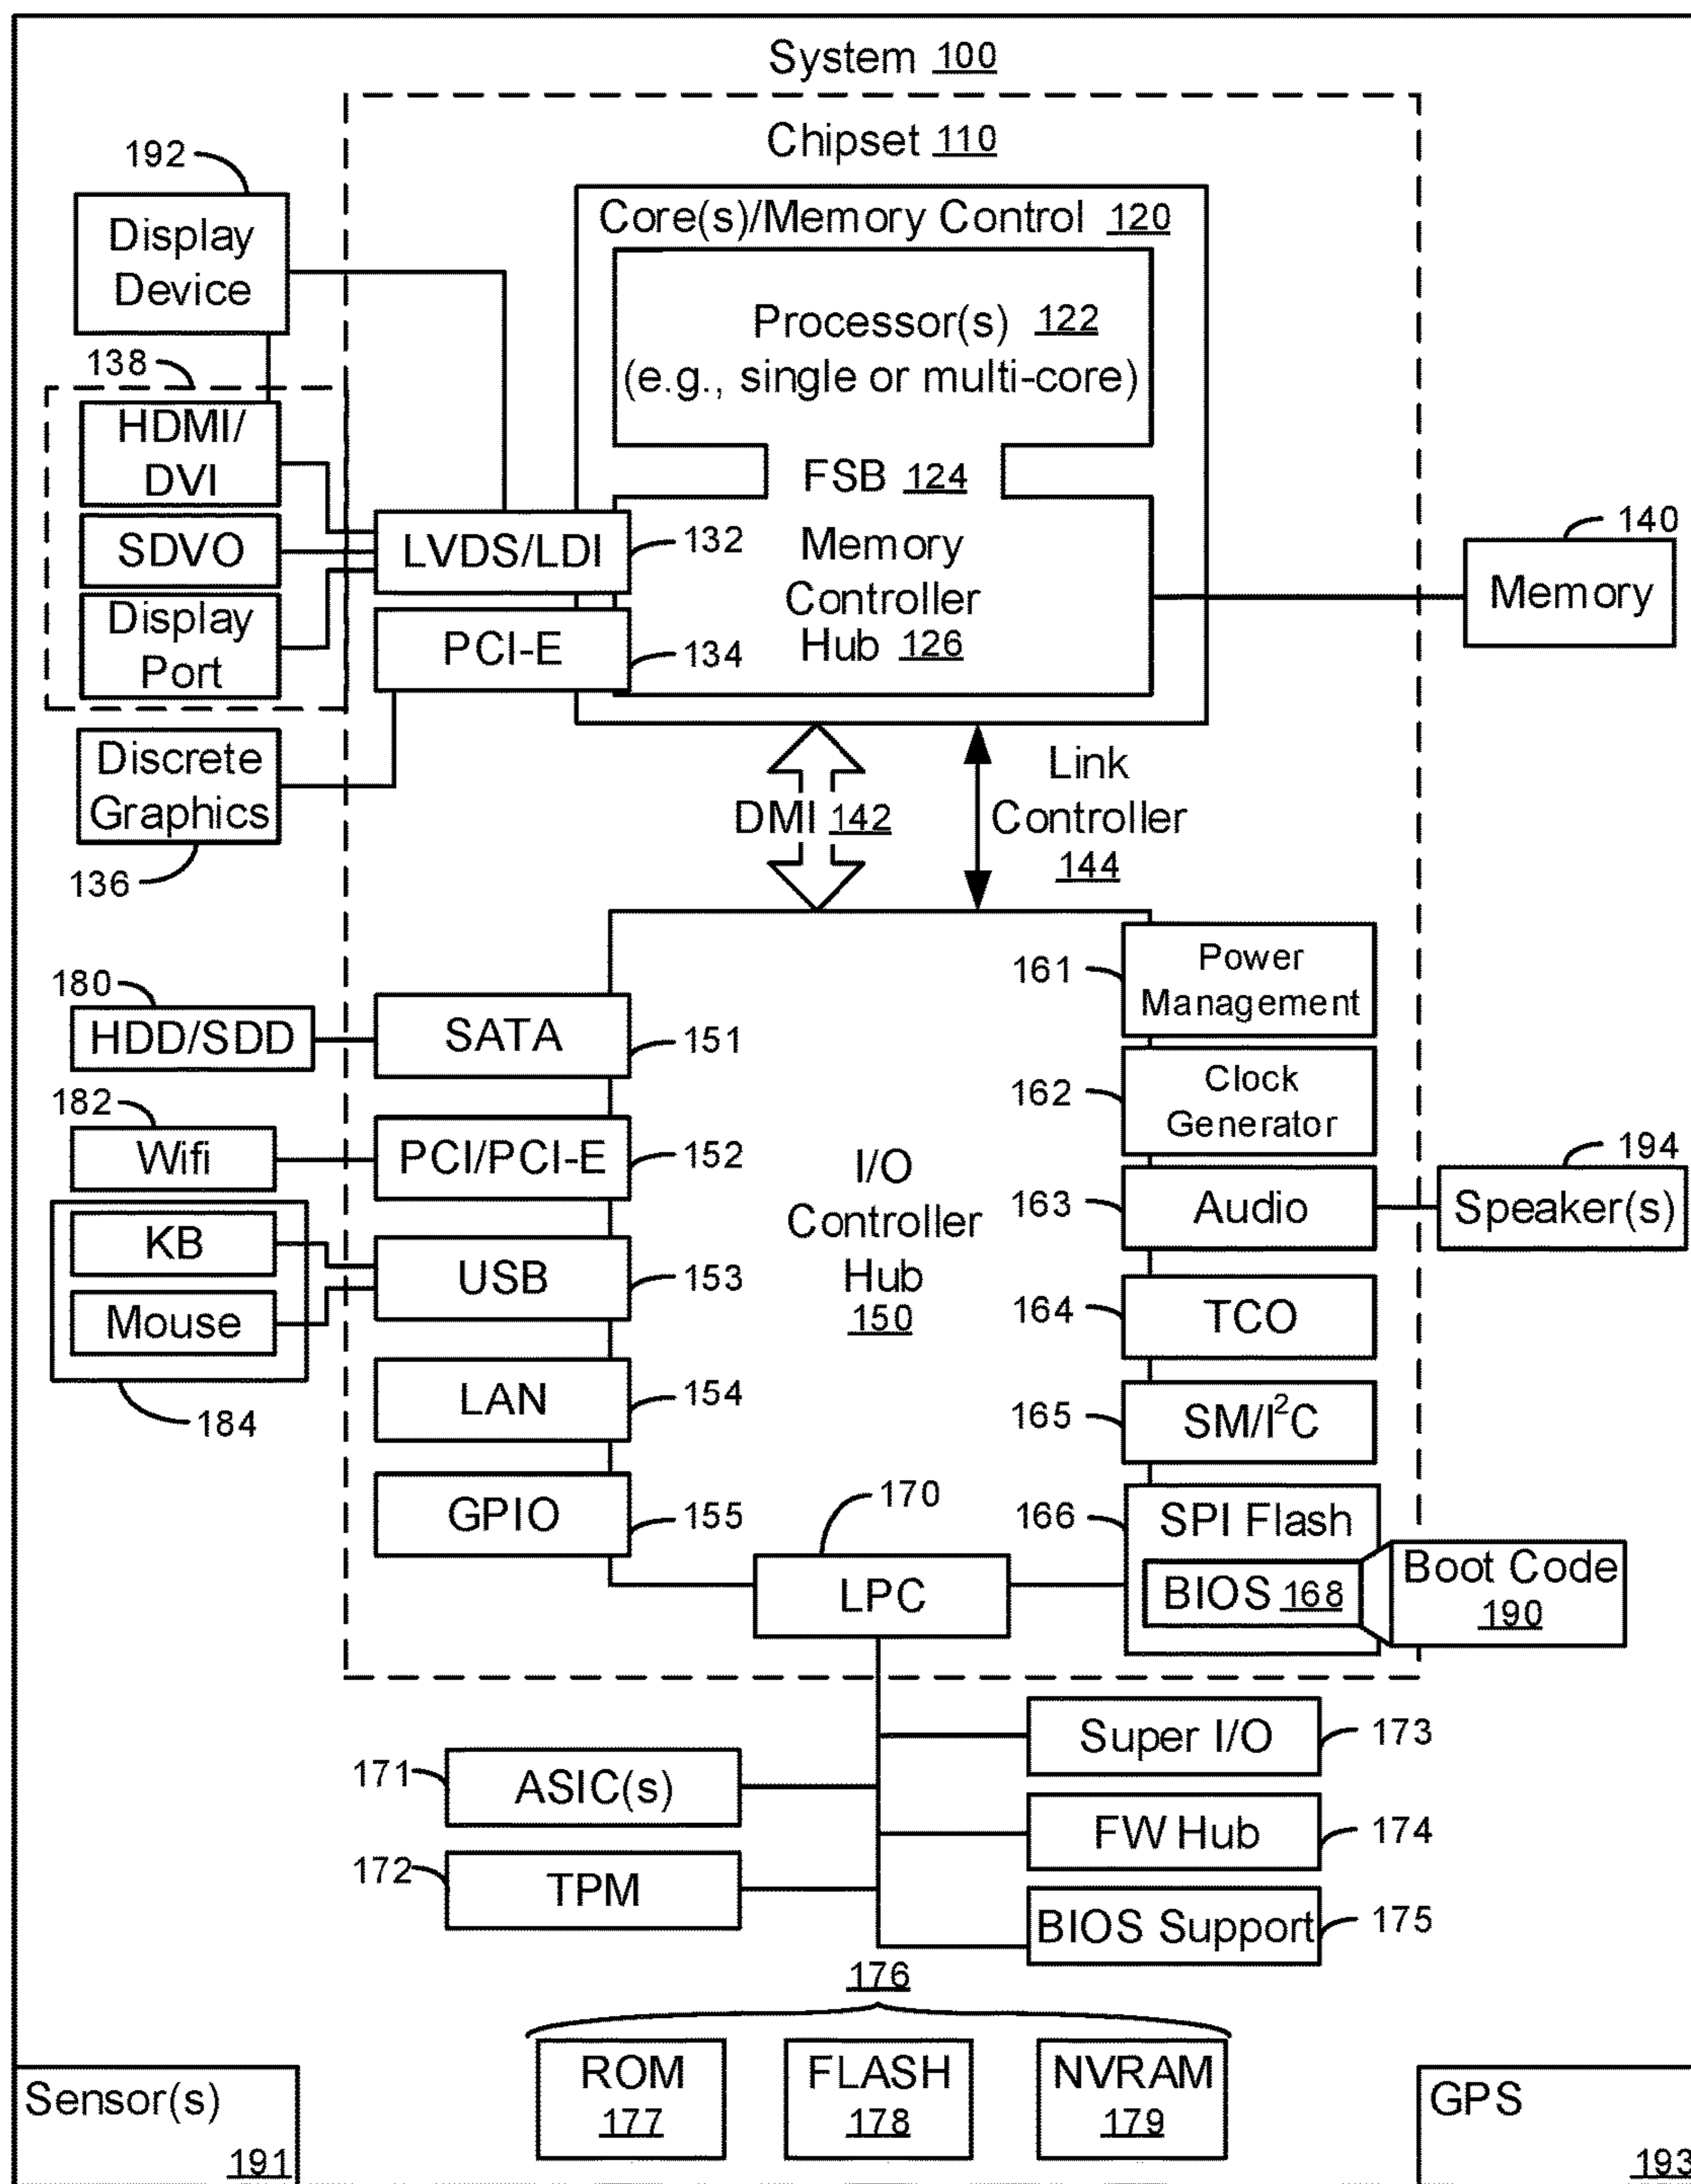 System 100
Chipset 110
192
Display
Device
Core(s)/Memory Control 120
Processor(s) 122
(e.g., single or multi-core)
138
HDMI/
DVI
SDVO
Display
Port
FSB 124
LVDS/LDI
132
PCI-E
134
Memory
Controller
Hub 126
140
Memory
Discrete
Graphics
136
DMI 142
Link
Controller
144
180
HDD/SDD
SATA
151
182
Wifi
PCI/PCI-E
152
KB
Mouse
184
USB
153
LAN
154
GPIO
155
I/O
Controller
Hub
150
161
Power
Management
162
Clock
Generator
163
Audio
194
Speaker(s)
164
TCO
165
SM/I²C
166
SPI Flash
BIOS 168
Boot Code
190
170
LPC
171
ASIC(s)
172
TPM
Super I/O
173
FW Hub
174
BIOS Support
175
176
ROM
177
FLASH
178
NVRAM
179
Sensor(s)
191
GPS
193